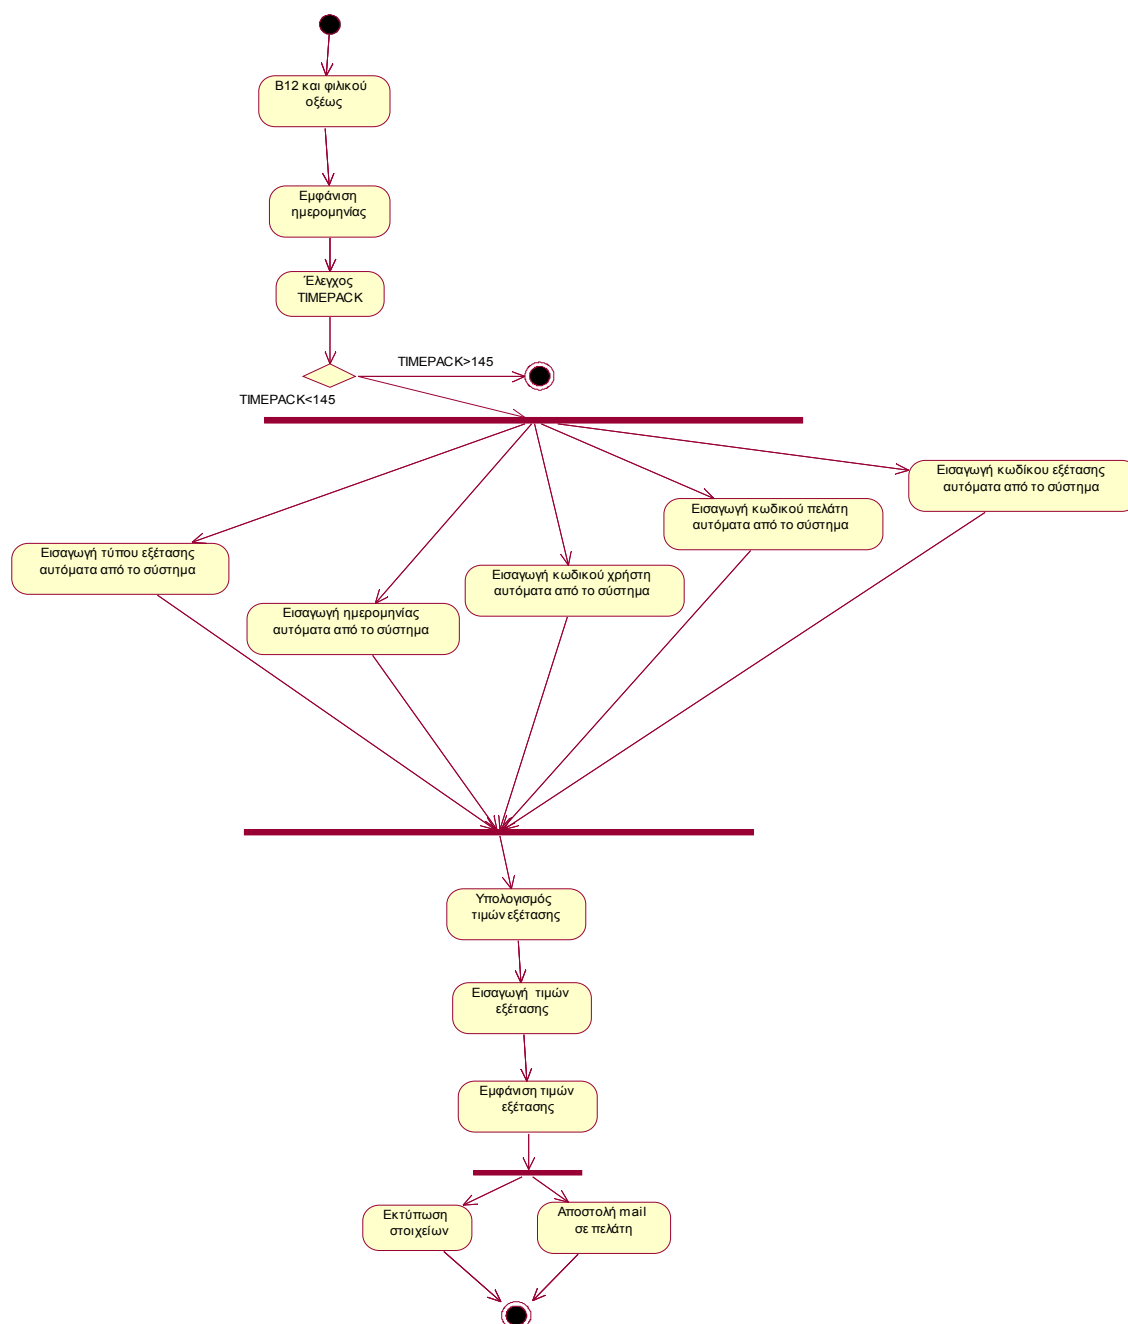 B12 και φιλικού
οξέως
Εμφάνιση
ημερομηνίας
Έλεγχος
TIMEPACK
TIMEPACK>145
TIMEPACK<145
Εισαγωγή κωδίκου εξέτασης
αυτόματα από το σύστημα
Εισαγωγή κωδικού πελάτη
αυτόματα από το σύστημα
Εισαγωγή τύπου εξέτασης
αυτόματα από το σύστημα
Εισαγωγή κωδικού χρήστη
αυτόματα από το σύστημα
Εισαγωγή ημερομηνίας
αυτόματα από το σύστημα
Υπολογισμός
τιμών εξέτασης
Εισαγωγή τιμών
εξέτασης
Εμφάνιση τιμών
εξέτασης
Εκτύπωση
στοιχείων
Αποστολή mail
σε πελάτη